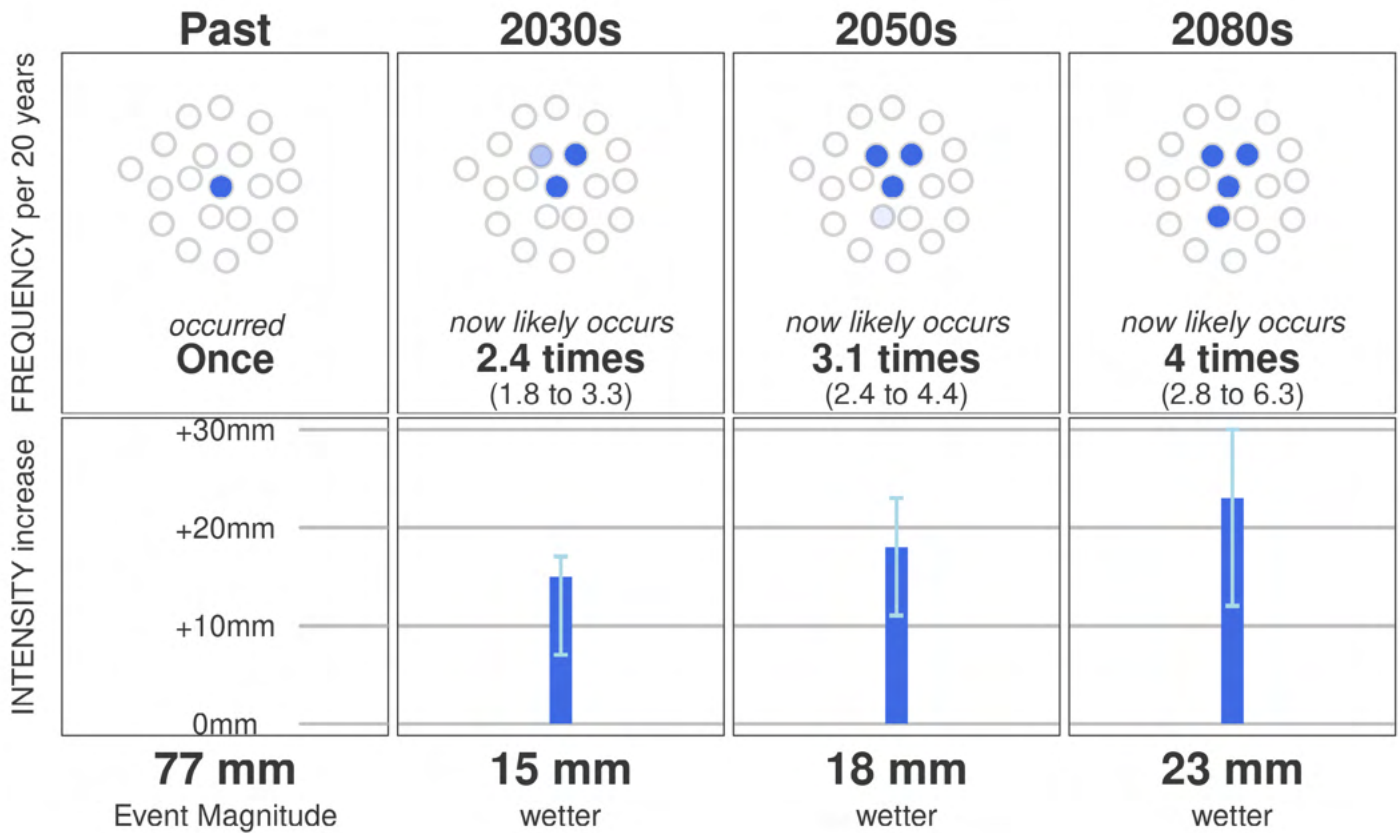 Past
2030s
2050s
2080s
FREQUENCY per 20 years
occurred
Once
now likely occurs
2.4 times
(1.8 to 3.3)
now likely occurs
3.1 times
(2.4 to 4.4)
now likely occurs
4 times
(2.8 to 6.3)
INTENSITY increase
+30mm
+20mm
+10mm
0mm
77 mm
Event Magnitude
15 mm
wetter
18 mm
wetter
23 mm
wetter